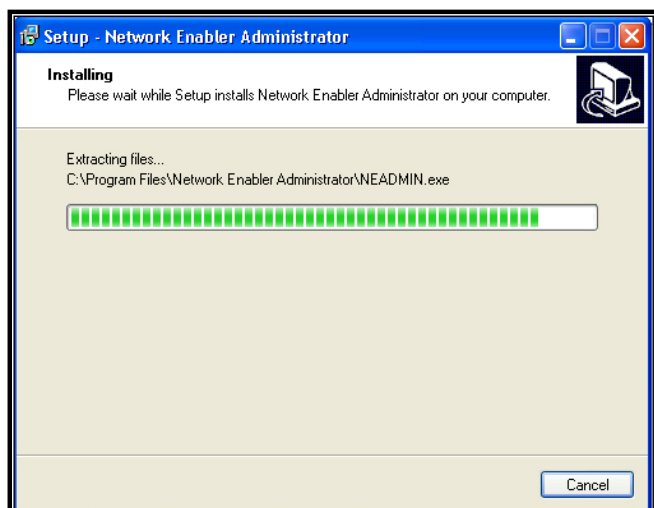 Setup - Network Enabler Administrator
Installing
Please wait while Setup installs Network Enabler Administrator on your computer.
Extracting files...
C:\Program Files\Network Enabler Administrator\NEADMIN.exe
Cancel